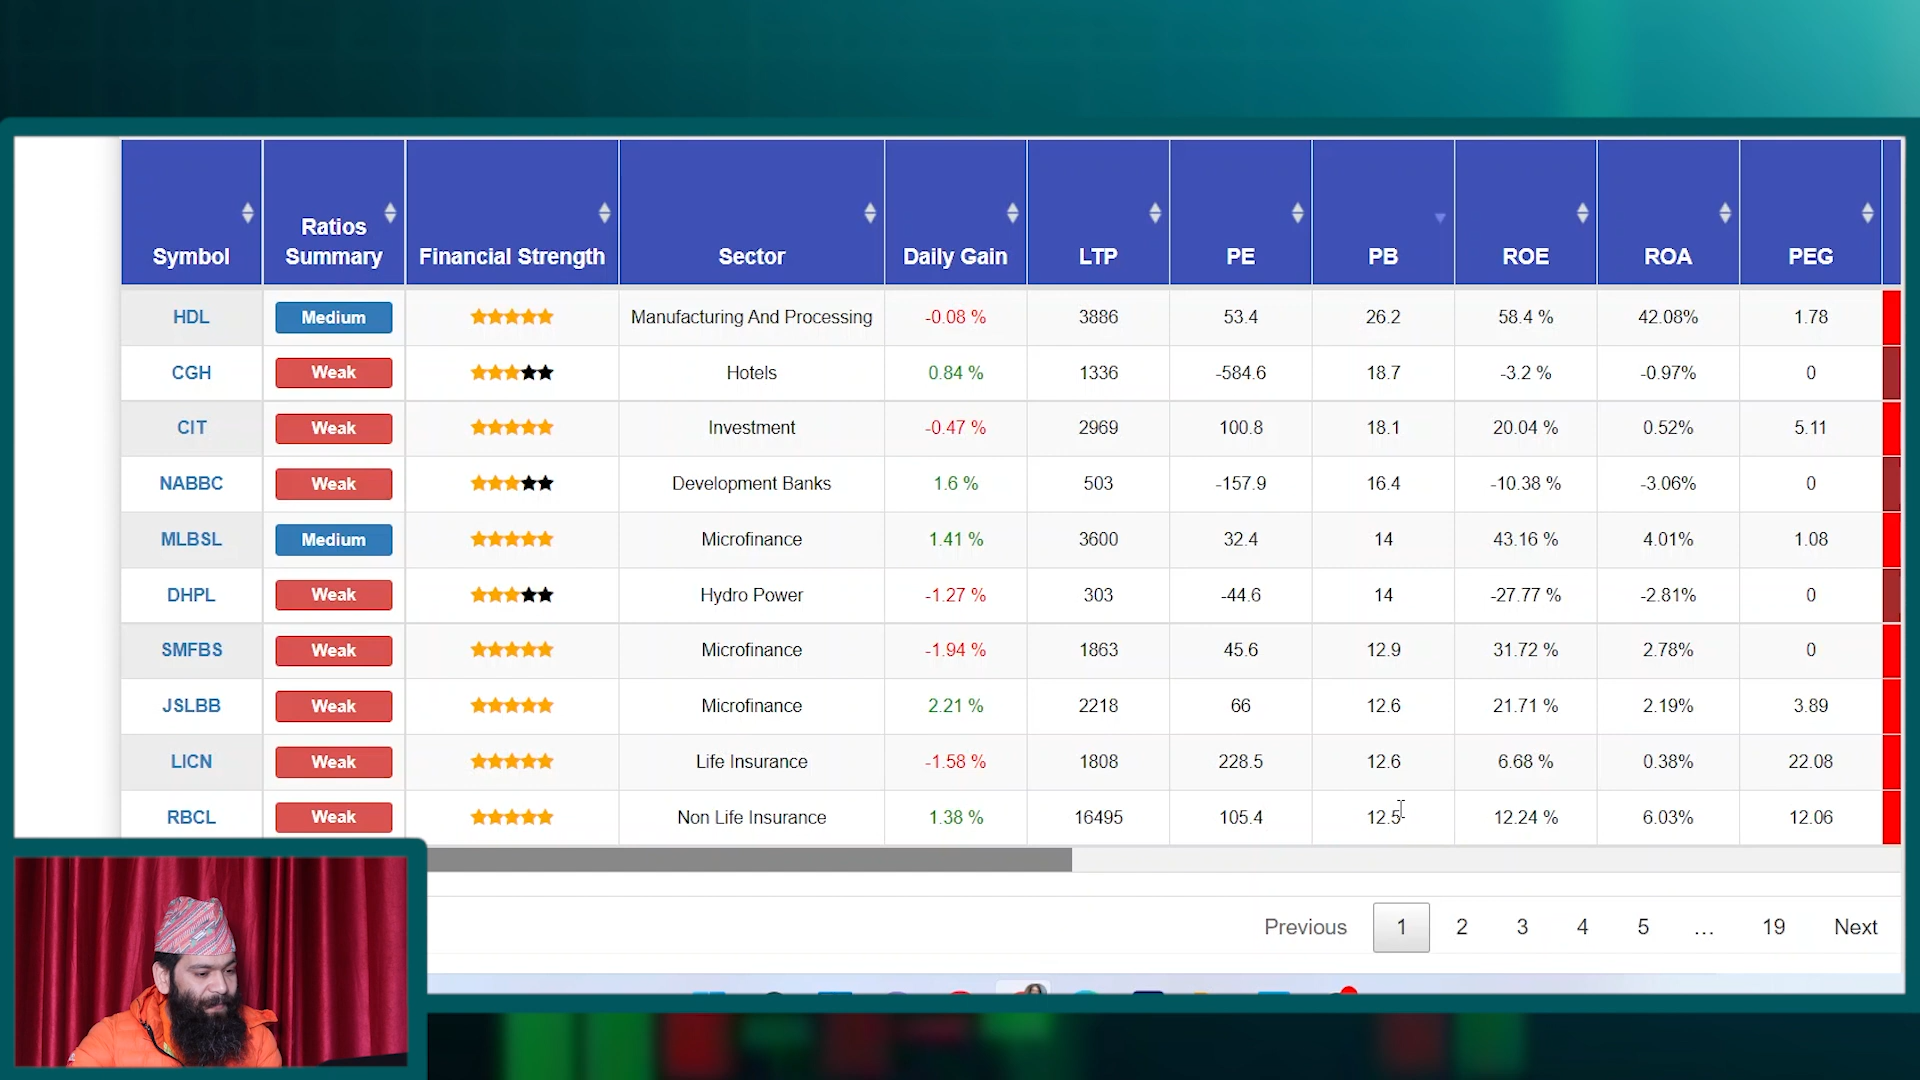 Symbol Ratios Summary Financial Strength Sector Daily Gain LTP PE PB ROE ROA PEG
HDL Medium Manufacturing And Processing -0.08 % 3886 53.4 26.2 58.4 % 42.08% 1.78
CGH Weak Hotels 0.84 % 1336 -584.6 18.7 -3.2 % -0.97% 0
CIT Weak Investment -0.47 % 2969 100.8 18.1 20.04 % 0.52% 5.11
NABBC Weak Development Banks 1.6 % 503 -157.9 16.4 -10.38 % -3.06% 0
MLBSL Medium Microfinance 1.41 % 3600 32.4 14 43.16 % 4.01% 1.08
DHPL Weak Hydro Power -1.27 % 303 -44.6 14 -27.77 % -2.81% 0
SMFBS Weak Microfinance -1.94 % 1863 45.6 12.9 31.72 % 2.78% 0
JSLBB Weak Microfinance 2.21 % 2218 66 12.6 21.71 % 2.19% 3.89
LICN Weak Life Insurance -1.58 % 1808 228.5 12.6 6.68 % 0.38% 22.08
RBCL Weak Non Life Insurance 1.38 % 16495 105.4 12.5 12.24 % 6.03% 12.06
Previous 1 2 3 4 5 … 19 Next